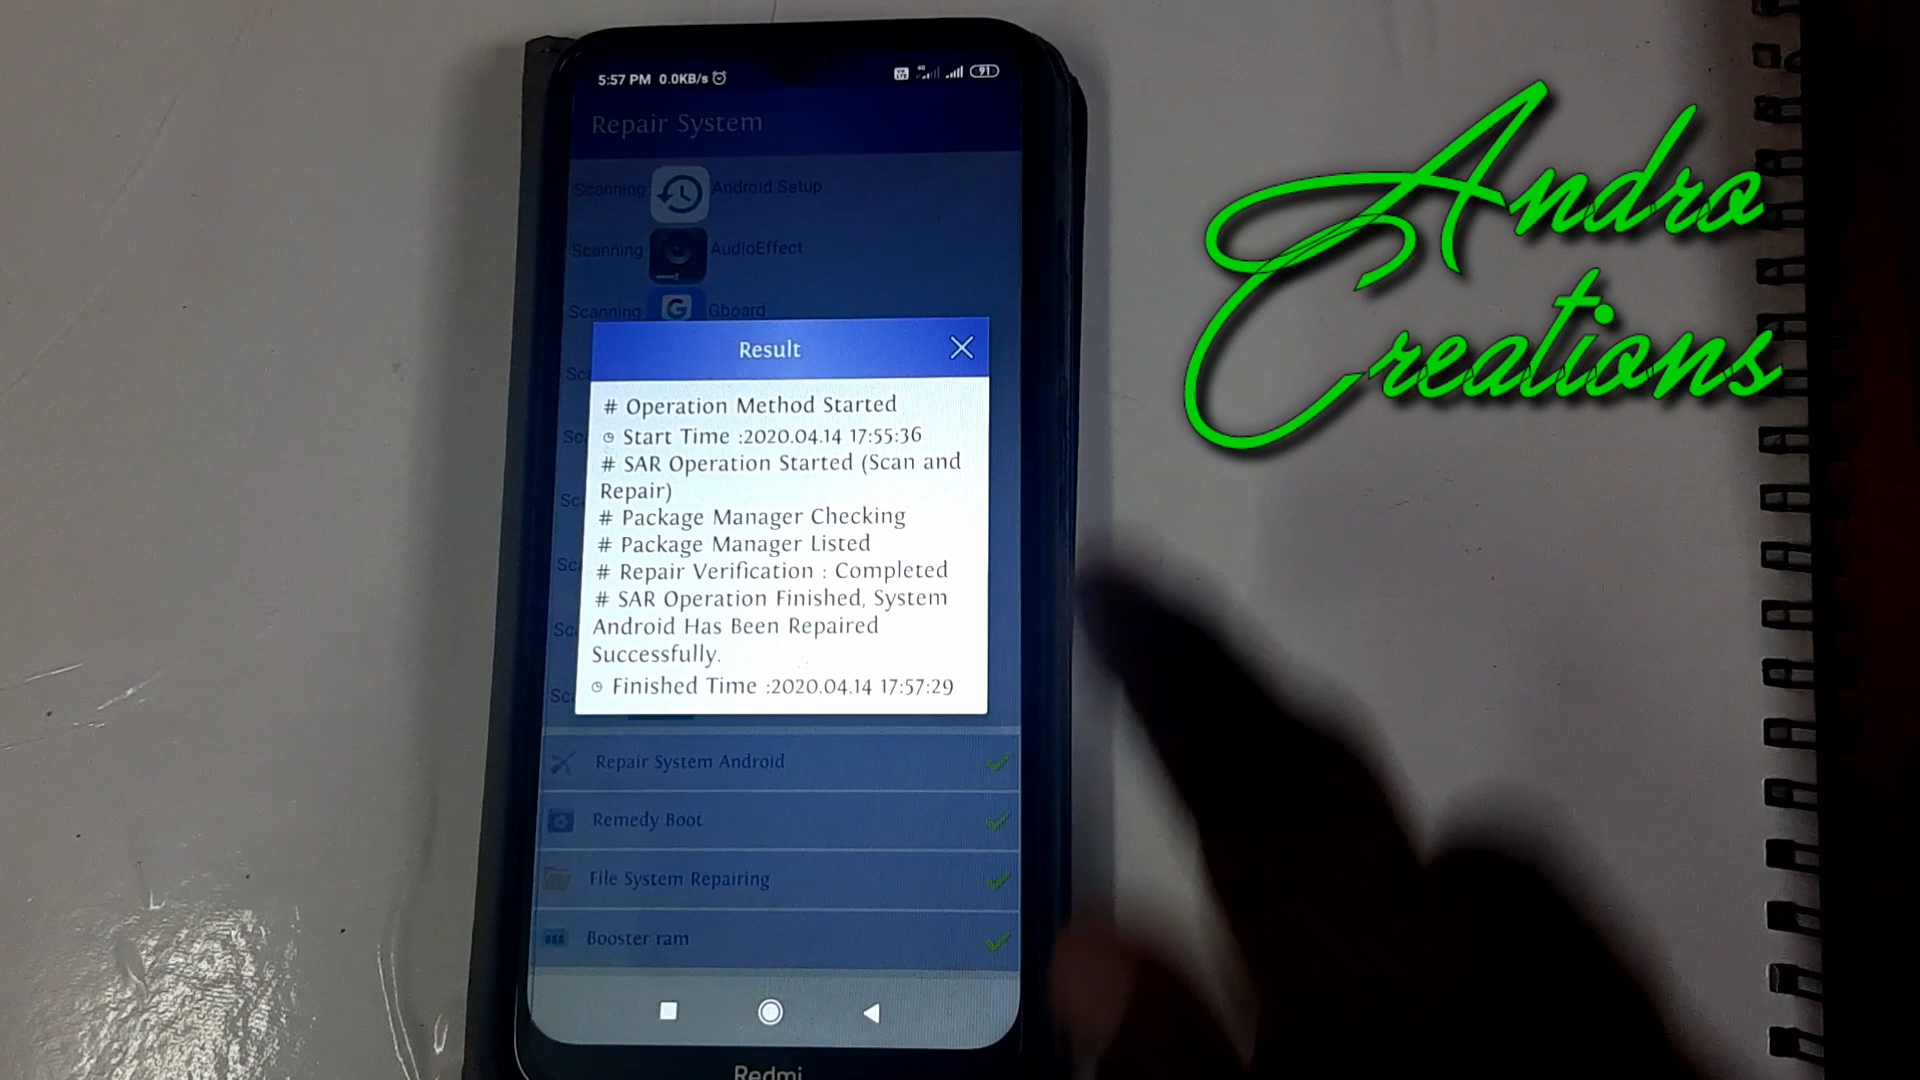 5:57 PM 0.0KB/s
91
Repair System
Scanning Android Setup
Scanning AudioEffect
Scanning Gboard
Result
# Operation Method Started
Start Time :2020.04.14 17:55:36
# SAR Operation Started (Scan and
Repair)
# Package Manager Checking
# Package Manager Listed
# Repair Verification : Completed
# SAR Operation Finished, System
Android Has Been Repaired
Successfully.
Finished Time :2020.04.14 17:57:29
Repair System Android
Remedy Boot
File System Repairing
Booster ram
Redmi
Andro
Creations